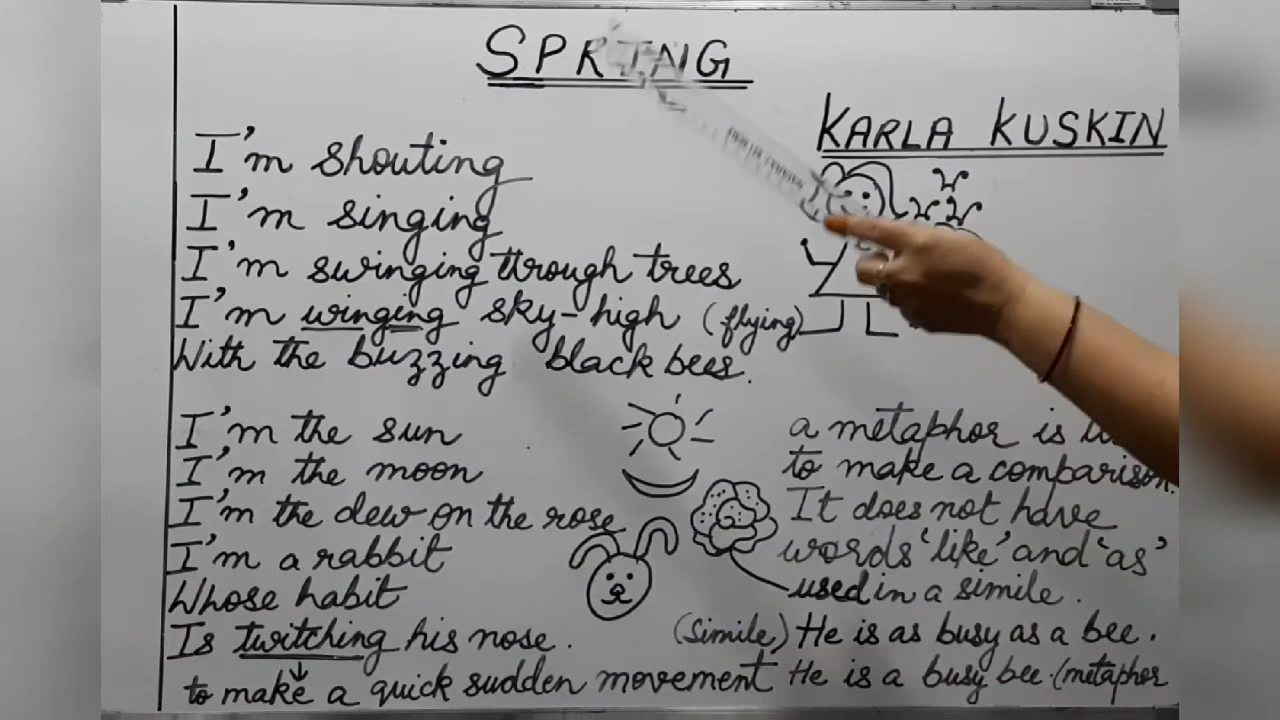 SPRING
KARLA KUSKIN
I'm shouting
I'm singing
I'm swinging through trees
I'm winging sky-high (flying)
With the buzzing black bees.
I'm the sun
I'm the moon
I'm the dew on the rose
I'm a rabbit
Whose habit
Is twitching his nose.
to make a quick sudden movement
a metaphor is
to make a comparison.
It does not have
words 'like' and 'as'
used in a simile.
(simile) He is as busy as a bee.
He is a busy bee. (metaphor